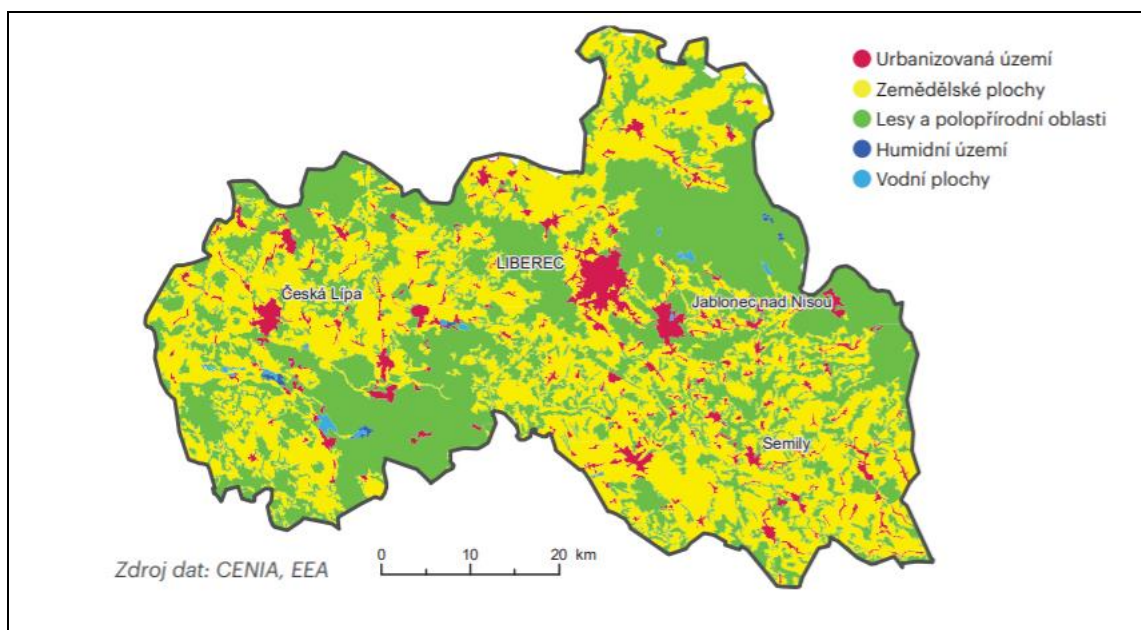 Urbanizovaná území
Zemědělské plochy
Lesy a polopřírodní oblasti
Humidní území
Vodní plochy
LIBEREC
Česká Lípa
Jablonec nad Nisou
Semily
0 10 20 km
Zdroj dat: CENIA, EEA